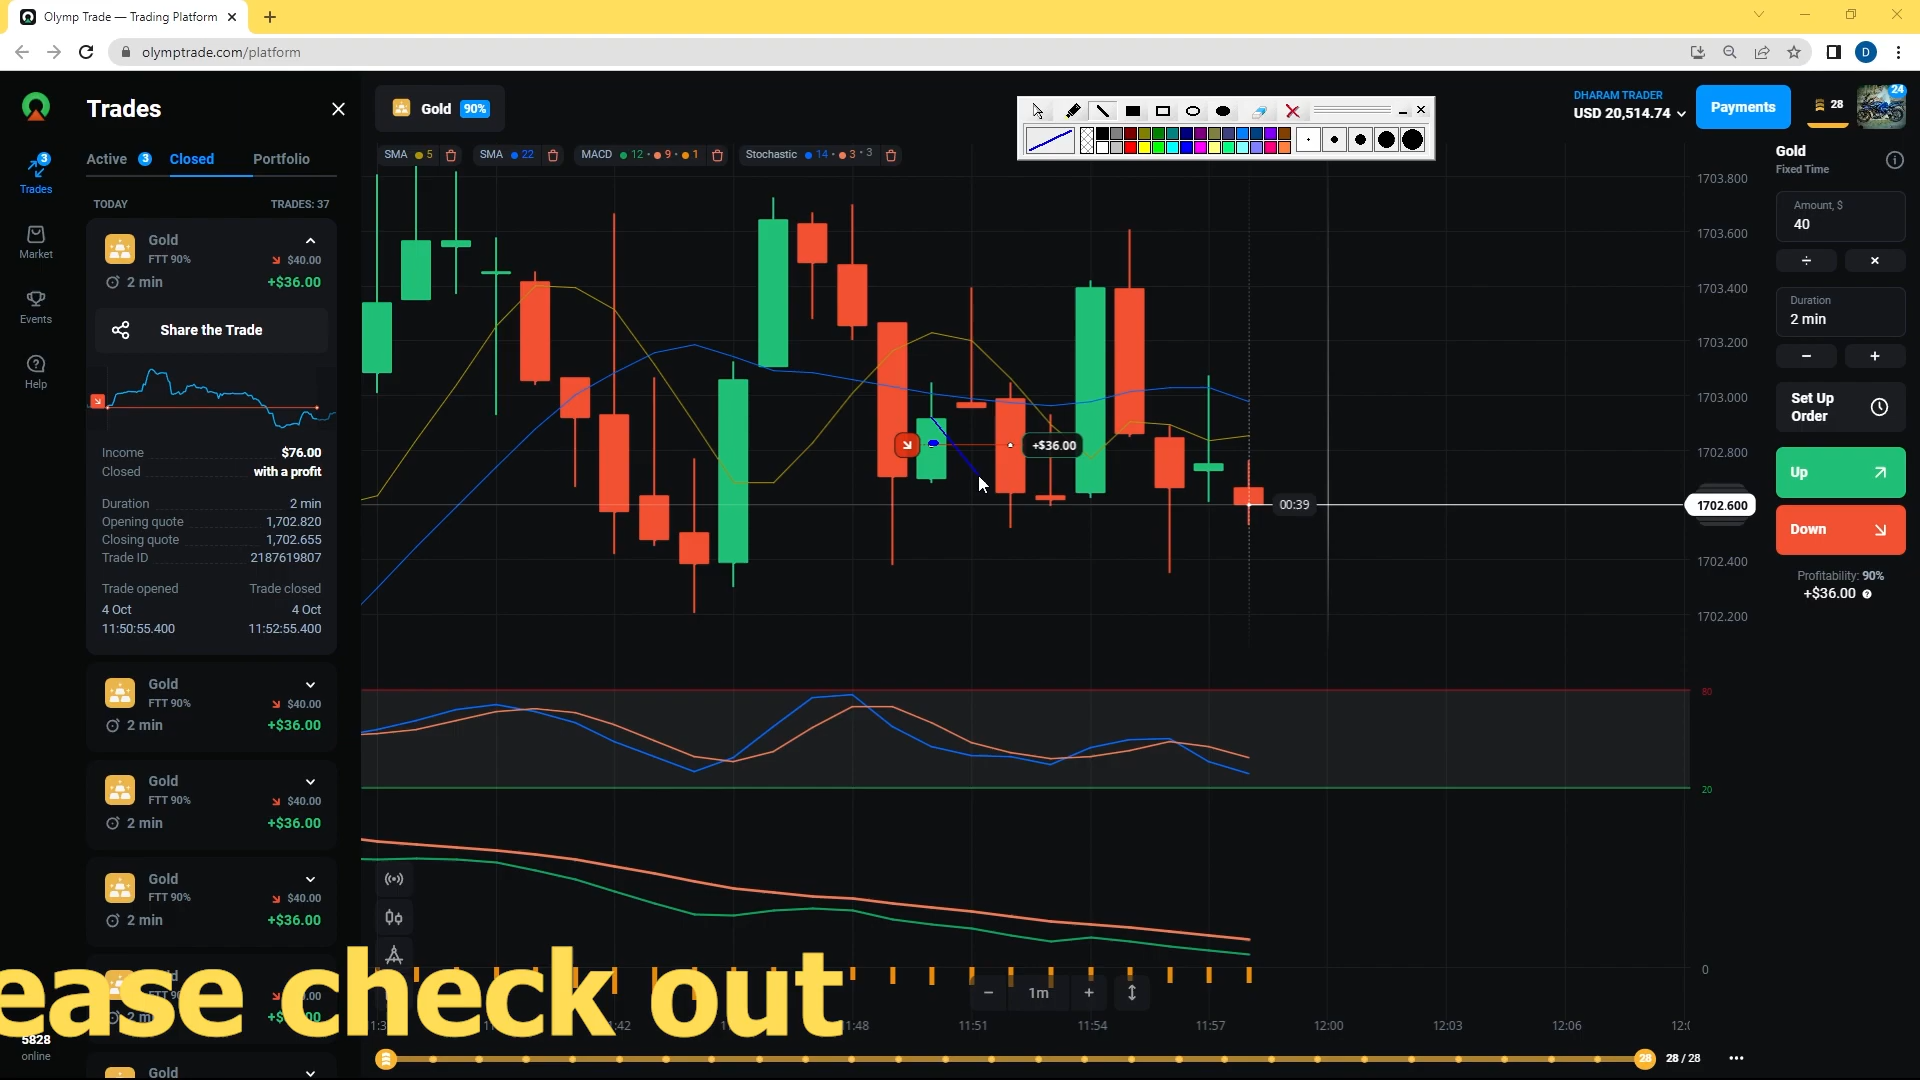 Olymp Trade — Trading Platform
olymptrade.com/platform
D
Trades
Gold 90%
DHARAM TRADER
USD 20,514.74
Payments
28
24
3
Trades
Market
Events
Help
Active 3 Closed Portfolio
TODAY TRADES: 37
Gold
FTT 90% $40.00
2 min +$36.00
Share the Trade
Income $76.00
Closed with a profit
Duration 2 min
Opening quote 1,702.820
Closing quote 1,702.655
Trade ID 2187619807
Trade opened Trade closed
4 Oct 4 Oct
11:50:55.400 11:52:55.400
Gold
FTT 90% $40.00
2 min +$36.00
Gold
FTT 90% $40.00
2 min +$36.00
Gold
FTT 90% $40.00
2 min +$36.00
Gold
5828
online
SMA 5 SMA 22 MACD 12 9 1 Stochastic 14 3 3
1703.800
1703.600
1703.400
1703.200
1703.000
1702.800
1702.600
1702.400
1702.200
+$36.00
00:39
80
20
0
ease check out
1m
11:51 11:54 11:57 12:00 12:03 12:06
28 28 / 28
Gold
Fixed Time
Amount, $
40
÷ ×
Duration
2 min
− +
Set Up
Order
Up
Down
Profitability: 90%
+$36.00